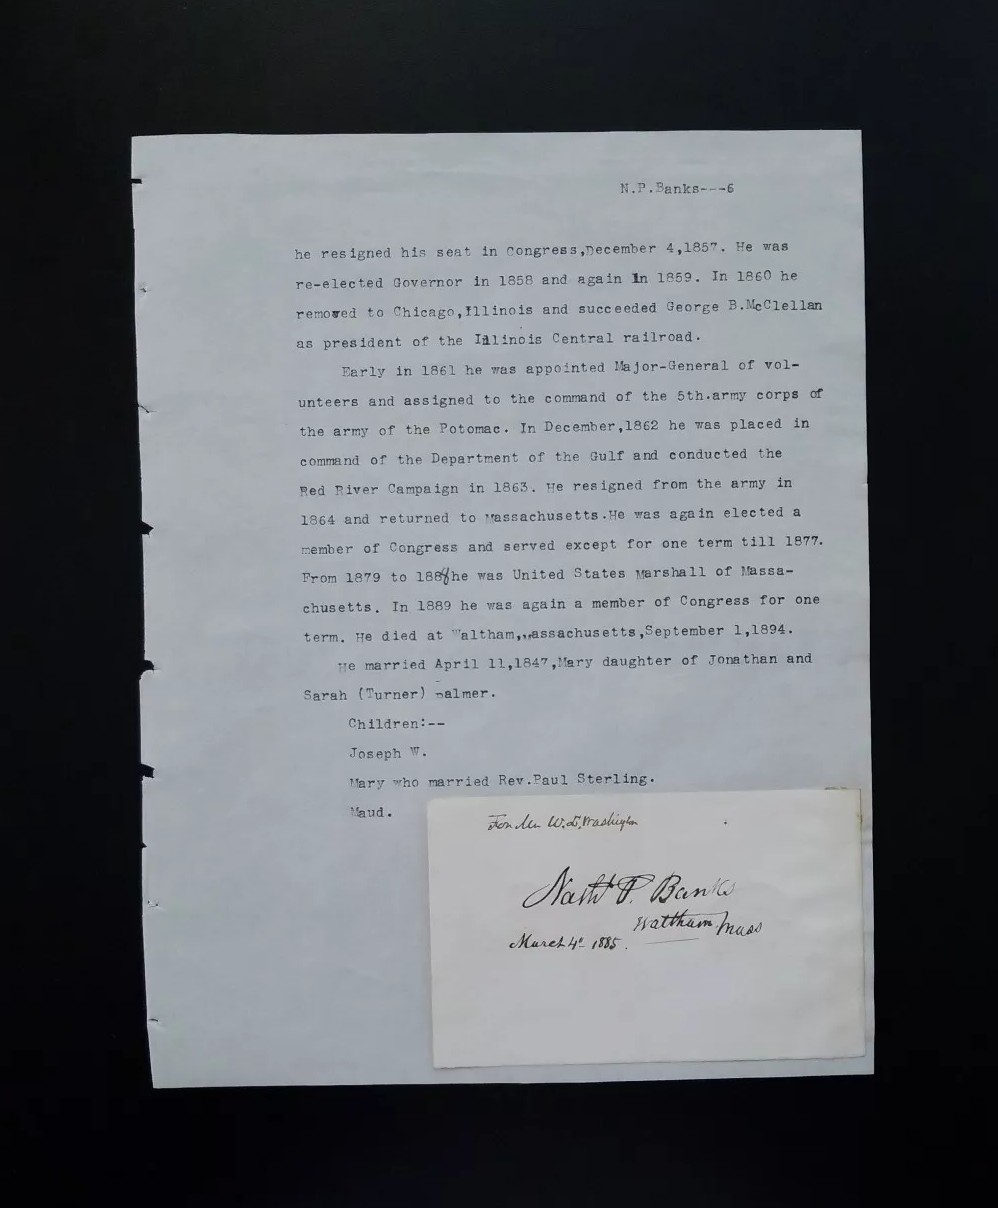 N.P.Banks---6
he resigned his seat in Congress,December 4,1857. He was
re-elected Governor in 1858 and again in 1859. In 1860 he
removed to Chicago,Illinois and succeeded George B.McClellan
as president of the Illinois Central railroad.
Early in 1861 he was appointed Major-General of vol-
unteers and assigned to the command of the 5th.army corps of
the army of the Potomac. In December,1862 he was placed in
command of the Department of the Gulf and conducted the
Red River Campaign in 1863. He resigned from the army in
1864 and returned to Massachusetts.He was again elected a
member of Congress and served except for one term till 1877.
From 1879 to 1888 he was United States Marshall of Massa-
chusetts. In 1889 he was again a member of Congress for one
term. He died at Waltham,Massachusetts,September 1,1894.
He married April 11,1847,Mary daughter of Jonathan and
Sarah (Turner) Palmer.
Children:--
Joseph W.
Mary who married Rev.Paul Sterling.
Maud.
For Mr W. D. Washington
Nathl P. Banks
Waltham Mass
March 4th 1885.